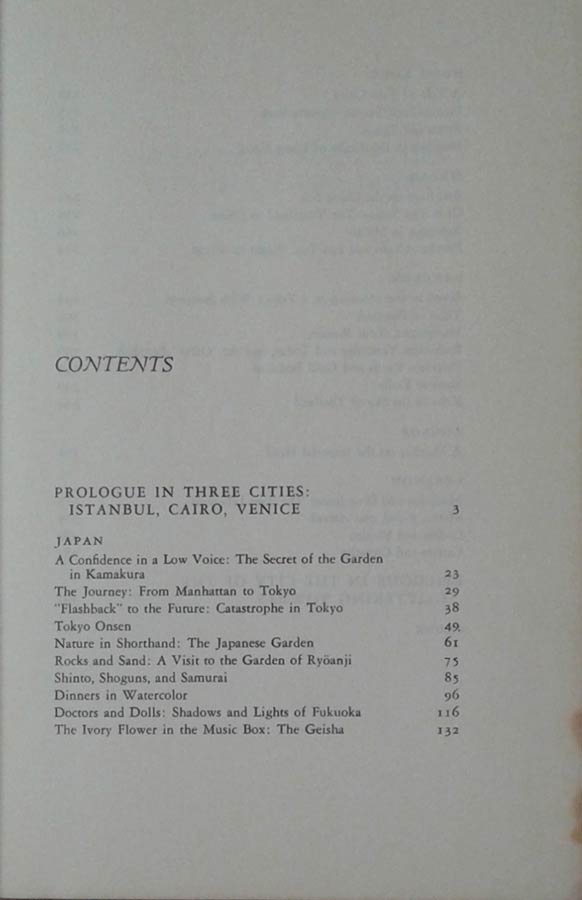 CONTENTS
PROLOGUE IN THREE CITIES:
ISTANBUL, CAIRO, VENICE 3
JAPAN
A Confidence in a Low Voice: The Secret of the Garden
in Kamakura 23
The Journey: From Manhattan to Tokyo 29
"Flashback" to the Future: Catastrophe in Tokyo 38
Tokyo Onsen 49
Nature in Shorthand: The Japanese Garden 61
Rocks and Sand: A Visit to the Garden of Ryöanji 75
Shinto, Shoguns, and Samurai 85
Dinners in Watercolor 96
Doctors and Dolls: Shadows and Lights of Fukuoka 116
The Ivory Flower in the Music Box: The Geisha 132